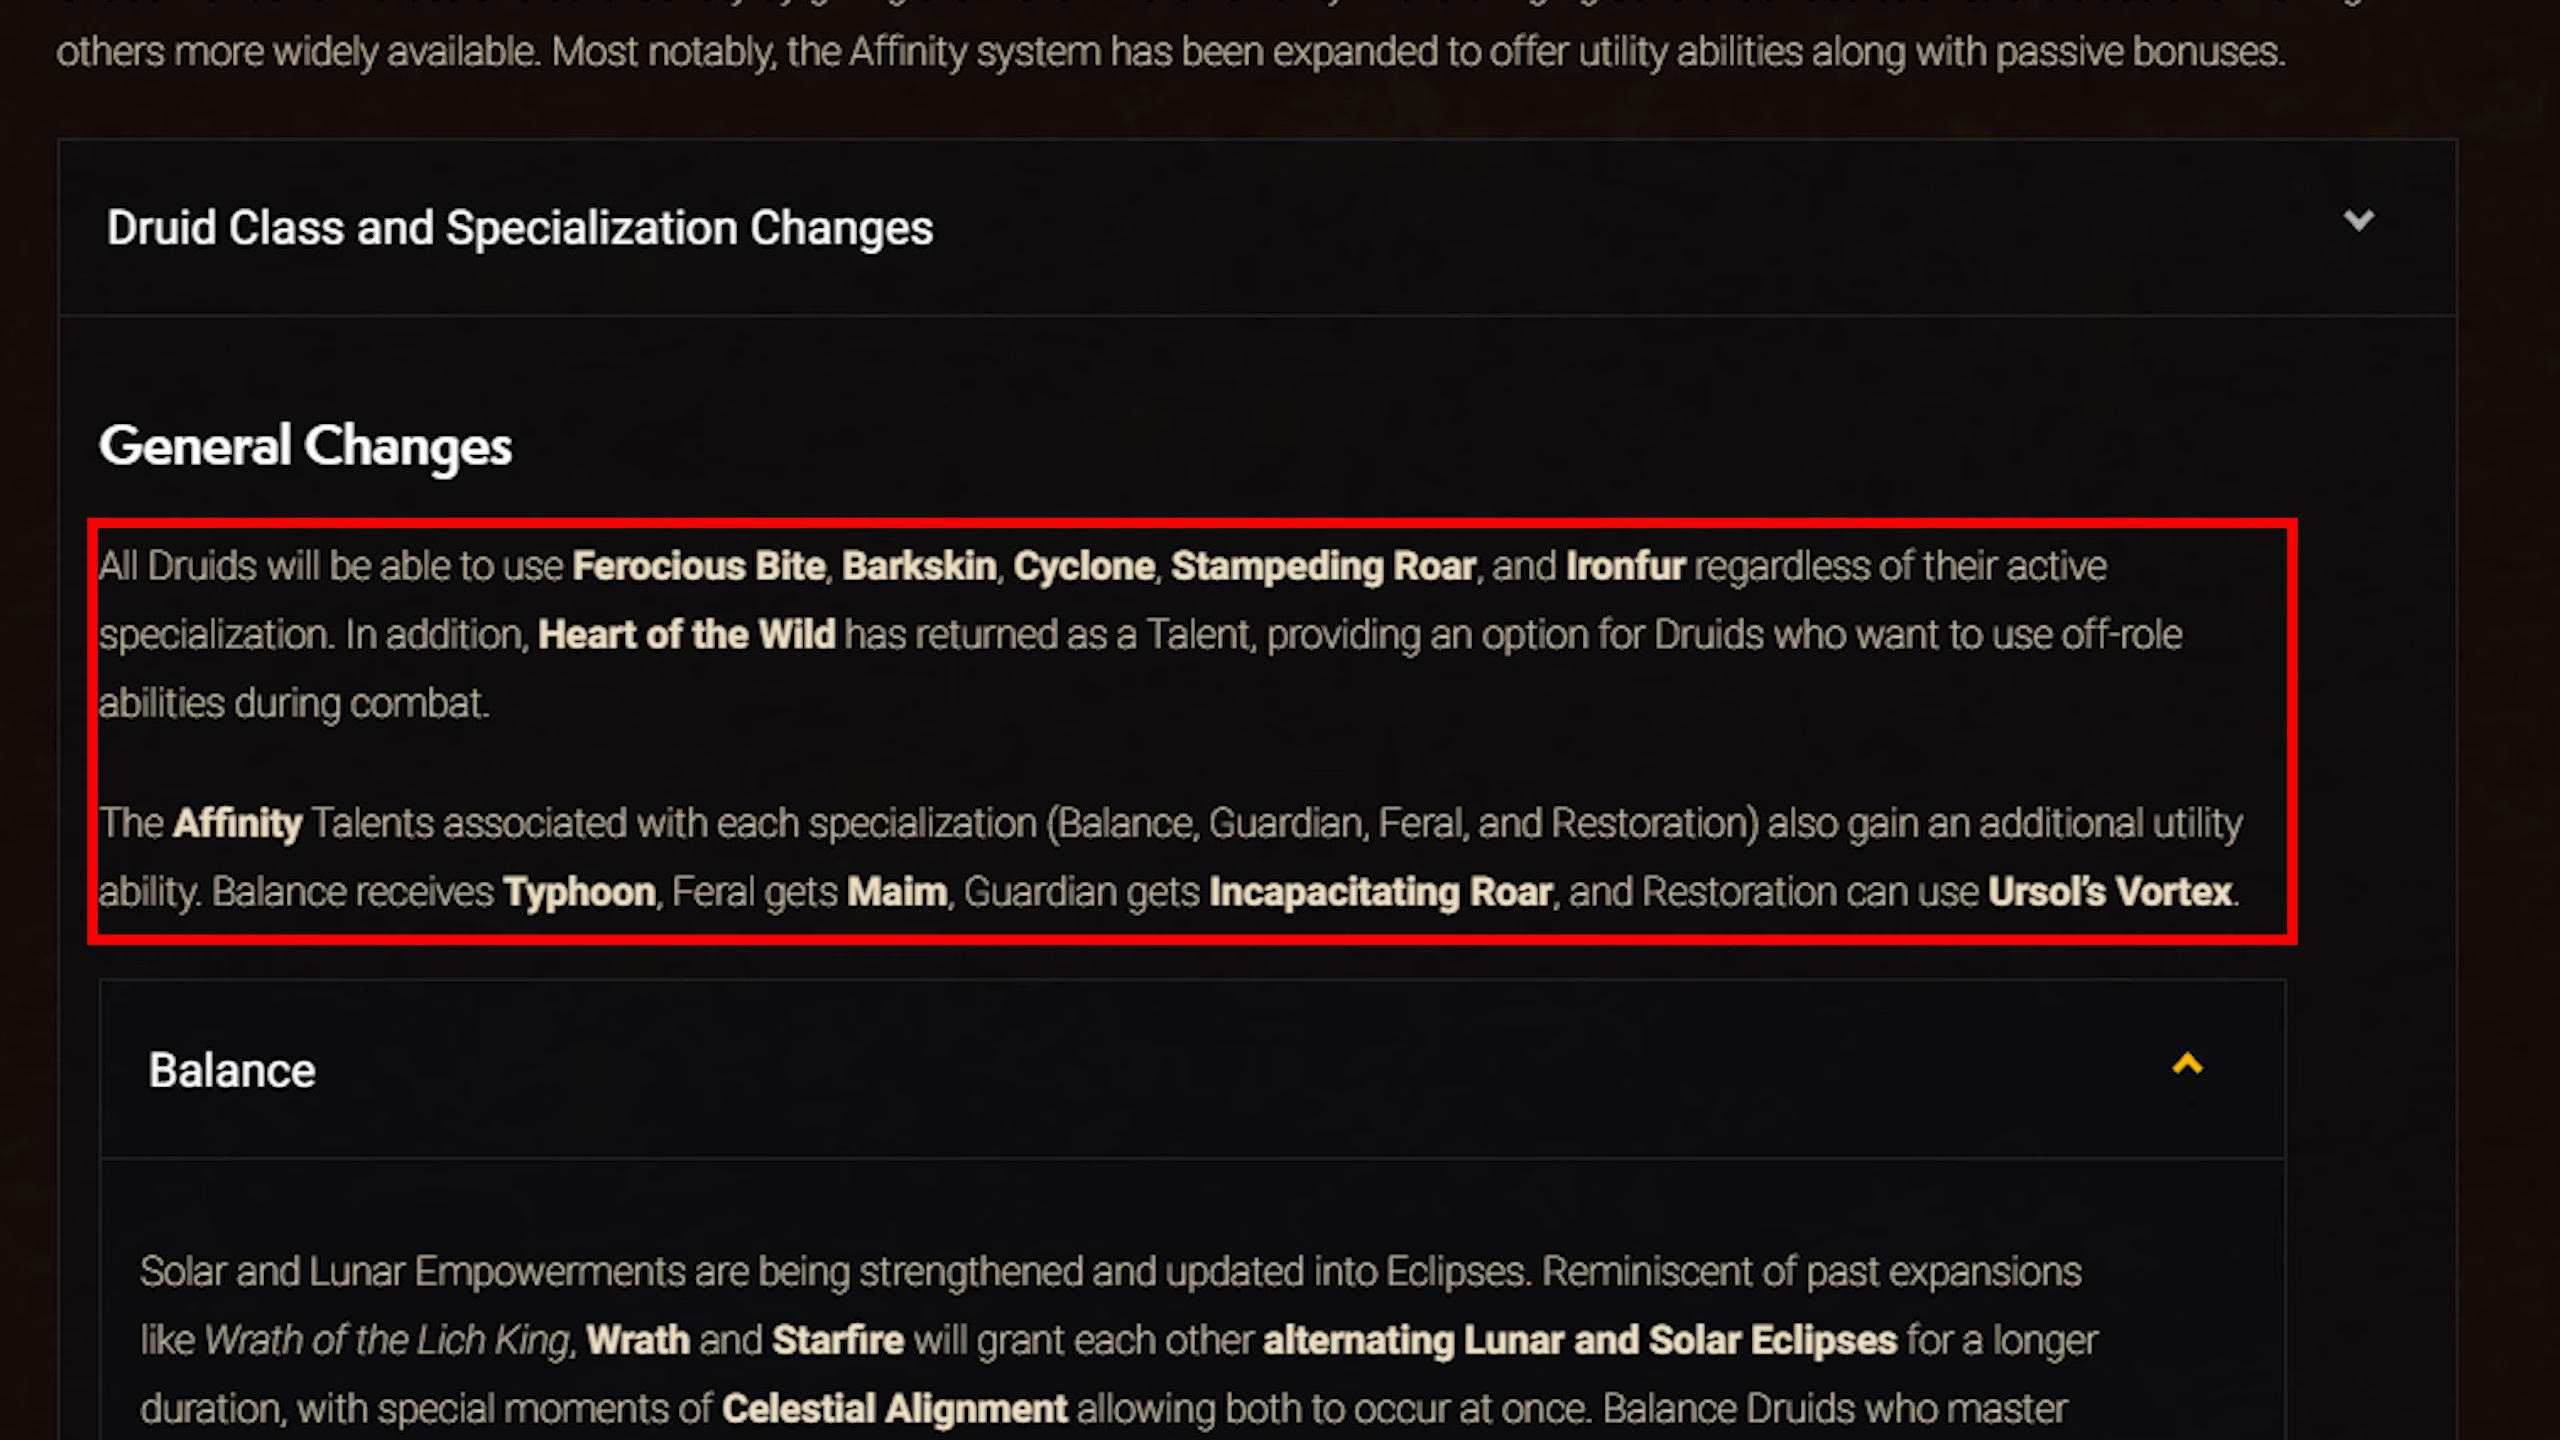 others more widely available. Most notably, the Affinity system has been expanded to offer utility abilities along with passive bonuses.
Druid Class and Specialization Changes
General Changes
All Druids will be able to use Ferocious Bite, Barkskin, Cyclone, Stampeding Roar, and Ironfur regardless of their active
specialization. In addition, Heart of the Wild has returned as a Talent, providing an option for Druids who want to use off-role
abilities during combat.
The Affinity Talents associated with each specialization (Balance, Guardian, Feral, and Restoration) also gain an additional utility
ability. Balance receives Typhoon, Feral gets Maim, Guardian gets Incapacitating Roar, and Restoration can use Ursol’s Vortex.
Balance
Solar and Lunar Empowerments are being strengthened and updated into Eclipses. Reminiscent of past expansions
like Wrath of the Lich King, Wrath and Starfire will grant each other alternating Lunar and Solar Eclipses for a longer
duration, with special moments of Celestial Alignment allowing both to occur at once. Balance Druids who master